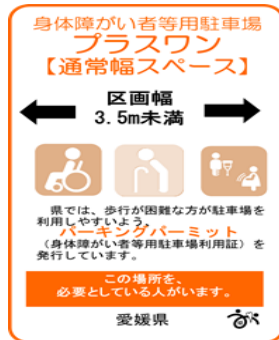 身体障がい者等用駐車場
プラスワン
【通常幅スペース】
区画幅
3.5m未満
県では、歩行が困難な方が駐車場を
利用しやすいよう、
パーキングパーミット
（身体障がい者等用駐車場利用証）を
発行しています。
この場所を、
必要としている人がいます。
愛媛県